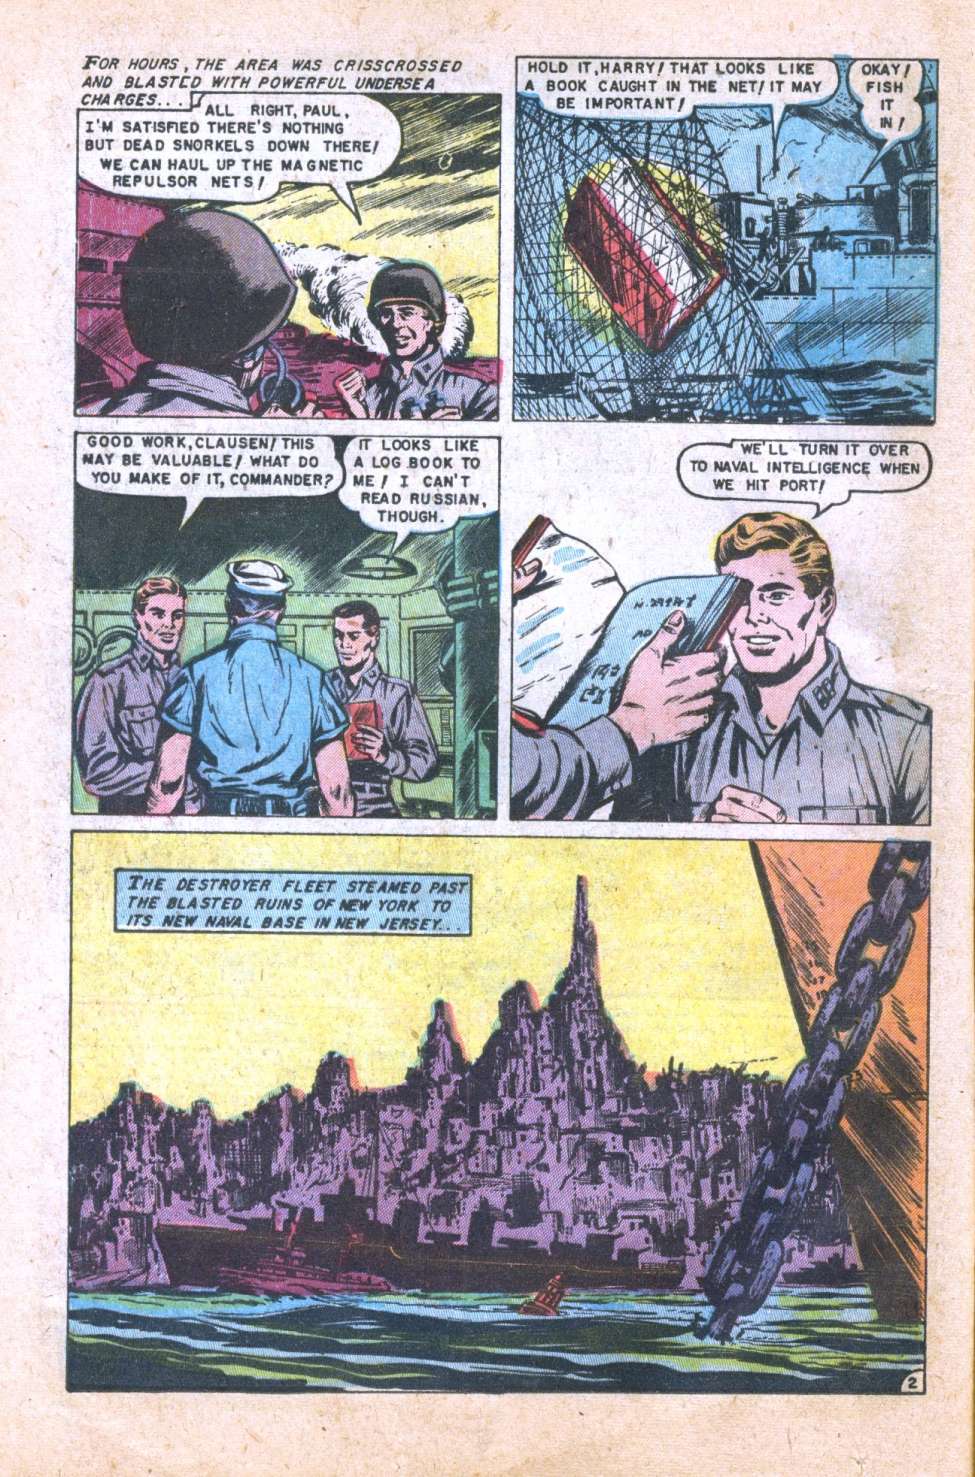 FOR HOURS, THE AREA WAS CRISSCROSSED
AND BLASTED WITH POWERFUL UNDERSEA
CHARGES...
ALL RIGHT, PAUL,
I'M SATISFIED THERE'S NOTHING
BUT DEAD SNORKELS DOWN THERE!
WE CAN HAUL UP THE MAGNETIC
REPULSOR NETS!
HOLD IT, HARRY! THAT LOOKS LIKE
A BOOK CAUGHT IN THE NET! IT MAY
BE IMPORTANT!
OKAY!
FISH
IT
IN!
GOOD WORK, CLAUSEN! THIS
MAY BE VALUABLE! WHAT DO
YOU MAKE OF IT, COMMANDER?
IT LOOKS LIKE
A LOG BOOK TO
ME! I CAN'T
READ RUSSIAN,
THOUGH.
WE'LL TURN IT OVER
TO NAVAL INTELLIGENCE WHEN
WE HIT PORT!
THE DESTROYER FLEET STEAMED PAST
THE BLASTED RUINS OF NEW YORK TO
ITS NEW NAVAL BASE IN NEW JERSEY...
2